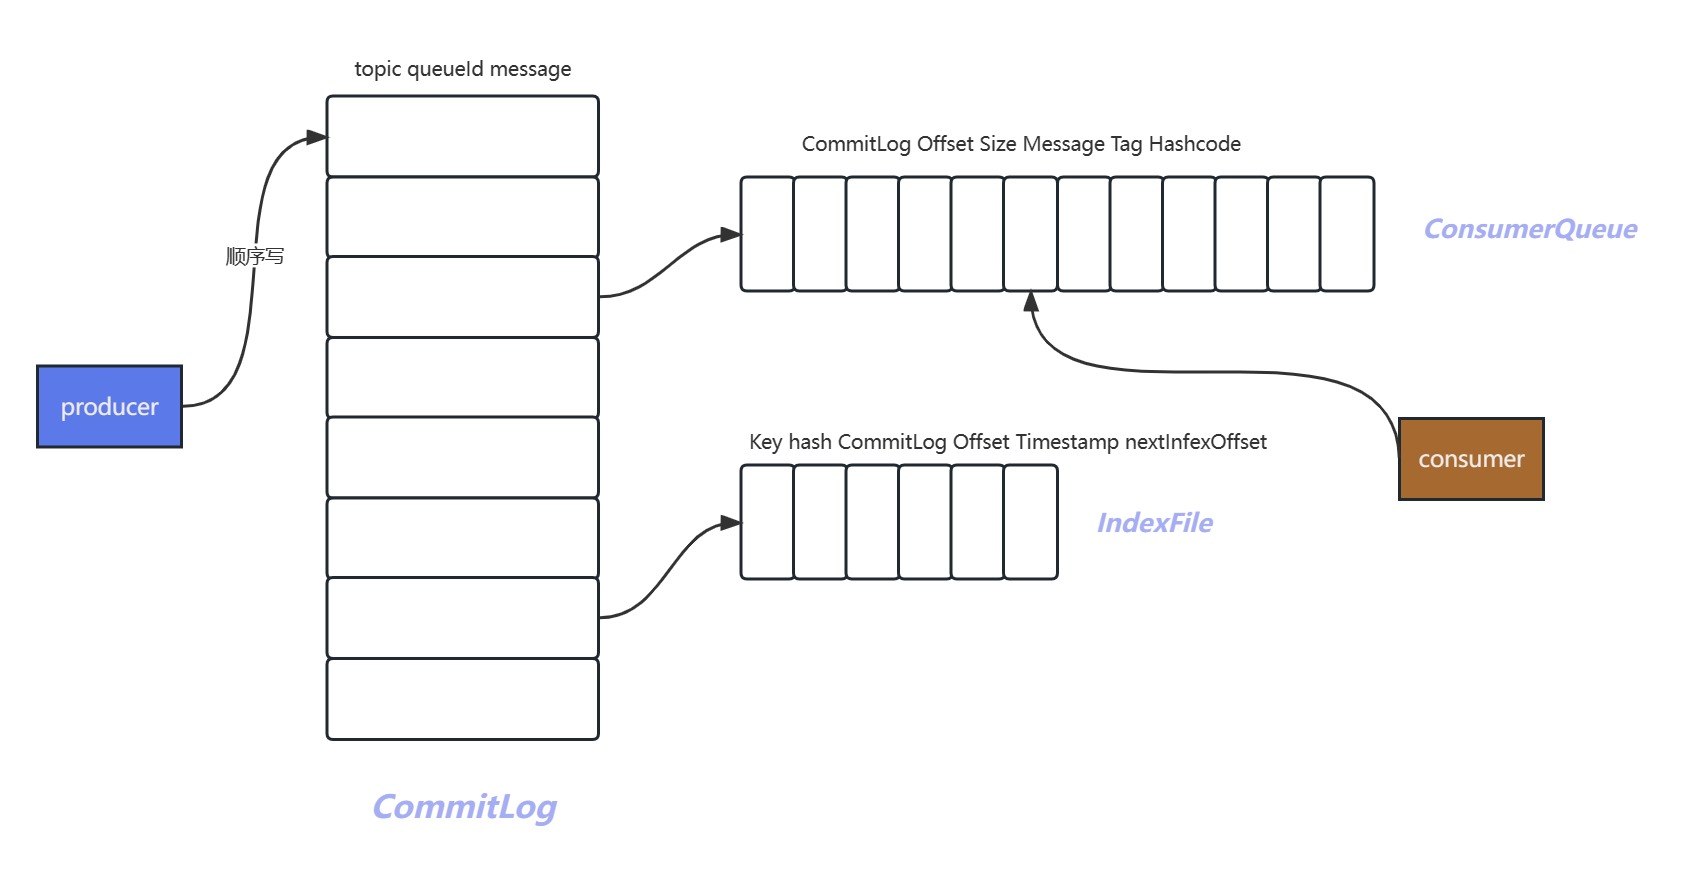 topic queueId message
CommitLog Offset Size Message Tag Hashcode
ConsumerQueue
顺序写
producer
Key hash CommitLog Offset Timestamp nextInfexOffset
consumer
IndexFile
CommitLog